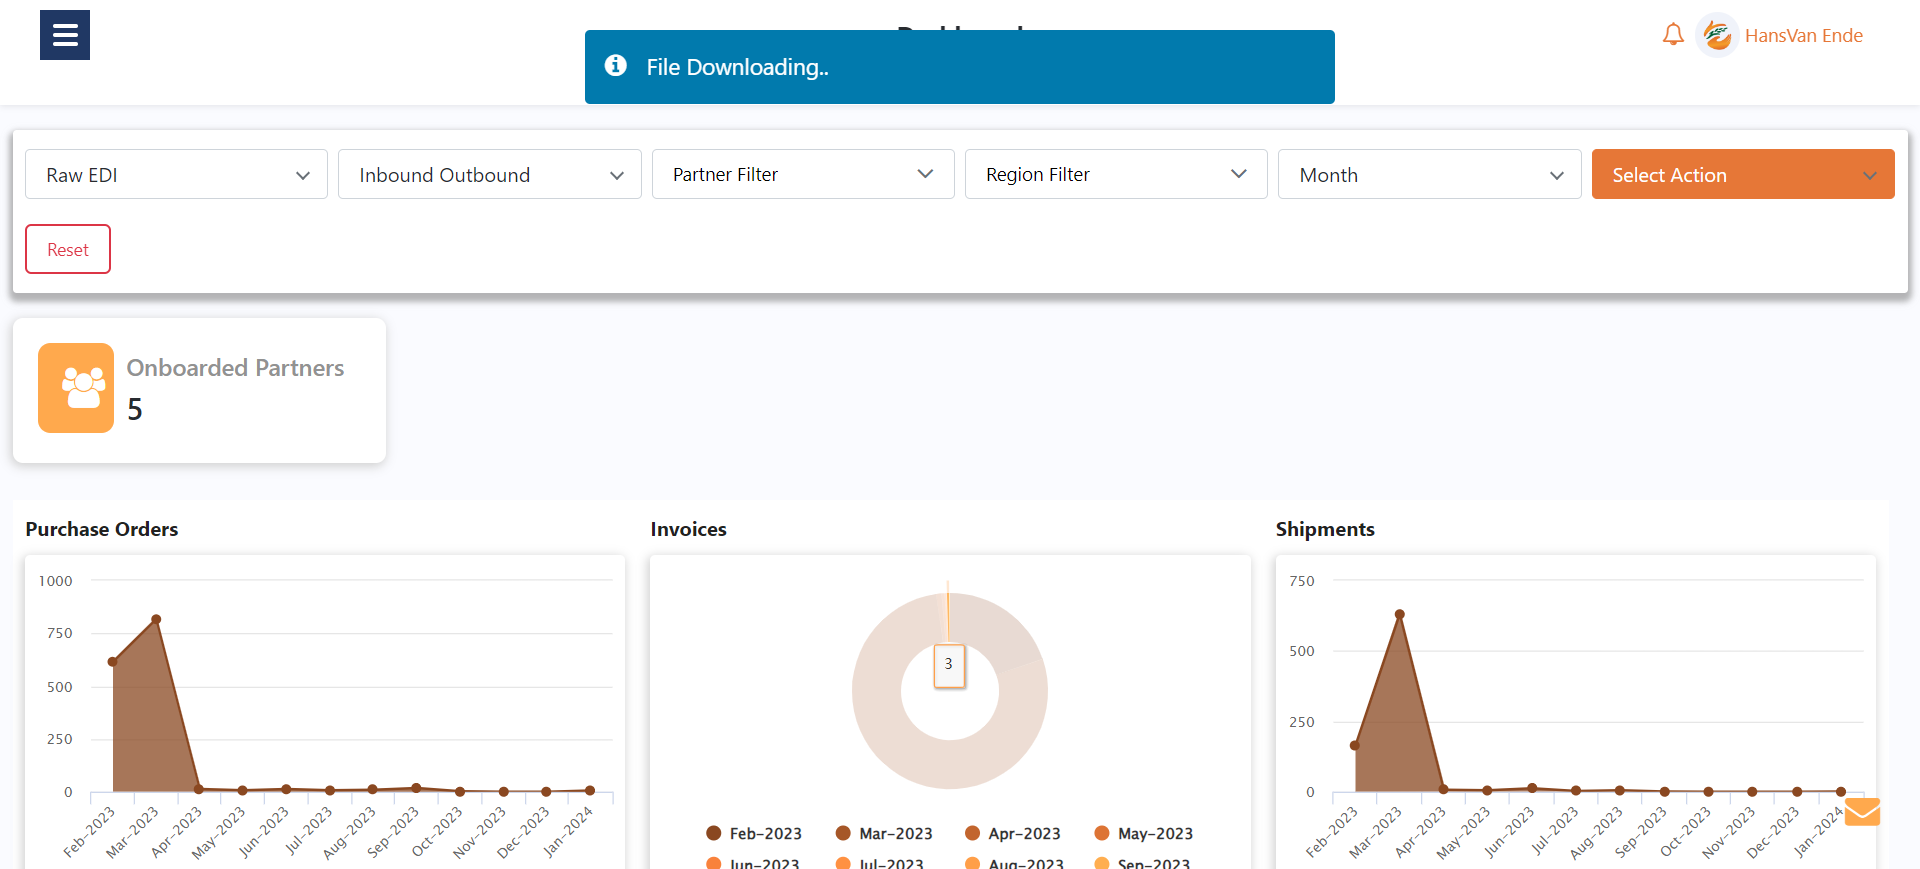 File Downloading..
HansVan Ende
Raw EDI
Inbound Outbound
Partner Filter
Region Filter
Month
Select Action
Reset
Onboarded Partners
5
Purchase Orders
1000
750
500
250
0
Feb-2023
Mar-2023
Apr-2023
May-2023
Jun-2023
Jul-2023
Aug-2023
Sep-2023
Oct-2023
Nov-2023
Dec-2023
Jan-2024
Invoices
3
Feb-2023
Mar-2023
Apr-2023
May-2023
Jun-2023
Jul-2023
Aug-2023
Sep-2023
Shipments
750
500
250
0
Feb-2023
Mar-2023
Apr-2023
May-2023
Jun-2023
Jul-2023
Aug-2023
Sep-2023
Oct-2023
Nov-2023
Dec-2023
Jan-2024